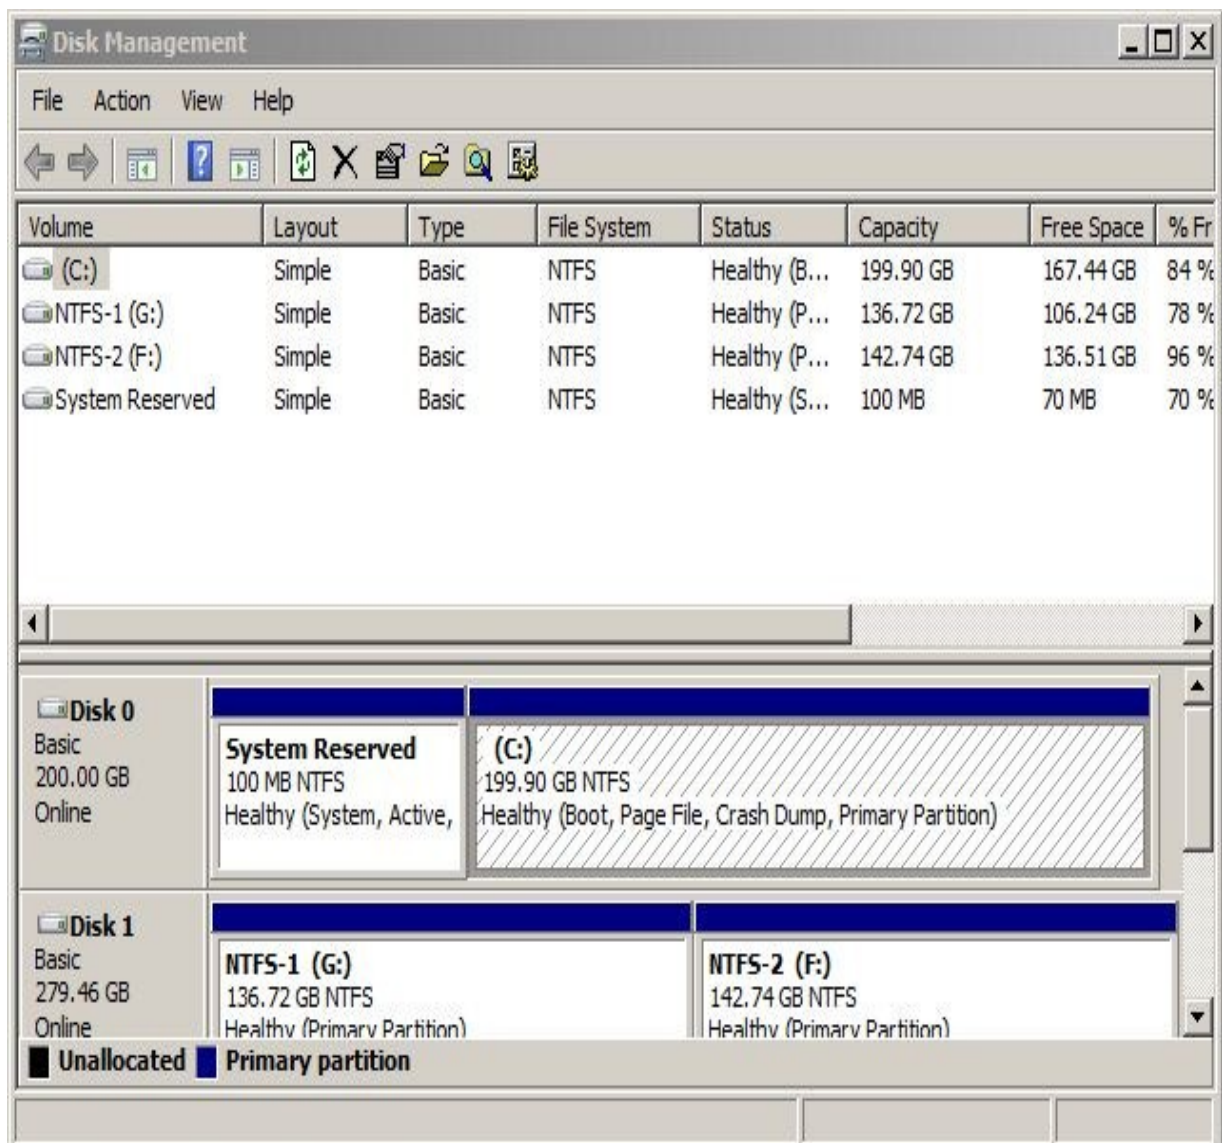 Disk Management
File Action View Help
Volume Layout Type File System Status Capacity Free Space % Fr
(C:) Simple Basic NTFS Healthy (B... 199.90 GB 167.44 GB 84 %
NTFS-1 (G:) Simple Basic NTFS Healthy (P... 136.72 GB 106.24 GB 78 %
NTFS-2 (F:) Simple Basic NTFS Healthy (P... 142.74 GB 136.51 GB 96 %
System Reserved Simple Basic NTFS Healthy (S... 100 MB 70 MB 70 %
Disk 0
Basic
200.00 GB
Online
System Reserved
100 MB NTFS
Healthy (System, Active,
(C:)
199.90 GB NTFS
Healthy (Boot, Page File, Crash Dump, Primary Partition)
Disk 1
Basic
279.46 GB
Online
NTFS-1 (G:)
136.72 GB NTFS
Healthy (Primary Partition)
NTFS-2 (F:)
142.74 GB NTFS
Healthy (Primary Partition)
Unallocated Primary partition